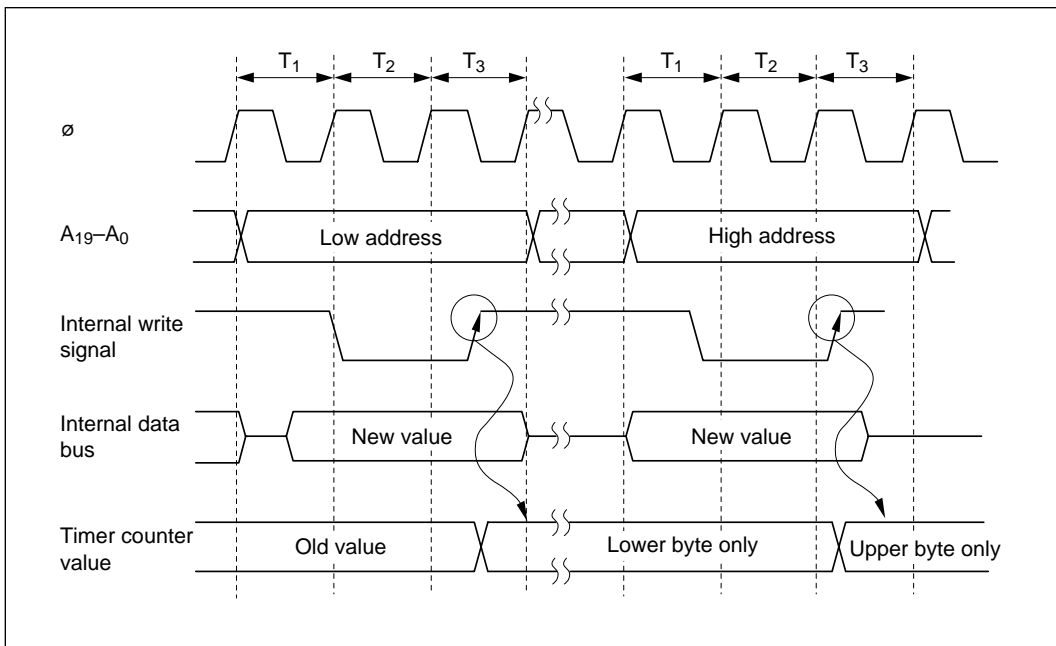 T1 T2 T3 T1 T2 T3
ø
A19–A0
Low address High address
Internal write
signal
Internal data
bus
New value New value
Timer counter
value
Old value Lower byte only Upper byte only